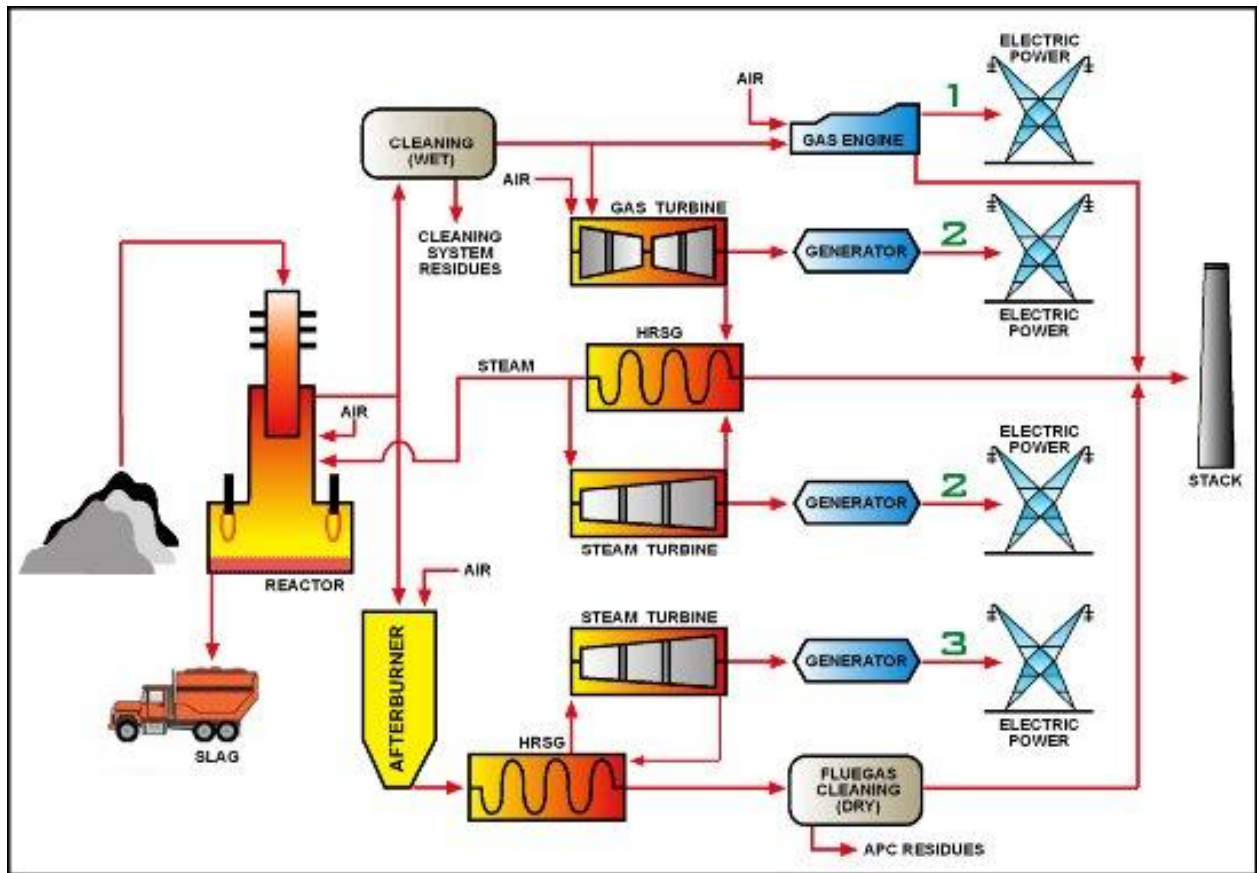 ELECTRIC
POWER
AIR
1
CLEANING
(WET)
GAS ENGINE
AIR
GAS TURBINE
CLEANING
SYSTEM
RESIDUES
GENERATOR
2
ELECTRIC
POWER
HRSG
STEAM
AIR
ELECTRIC
POWER
STACK
GENERATOR
2
STEAM TURBINE
REACTOR
AIR
STEAM TURBINE
GENERATOR
3
AFTERBURNER
ELECTRIC
POWER
SLAG
HRSG
FLUEGAS
CLEANING
(DRY)
APC RESIDUES